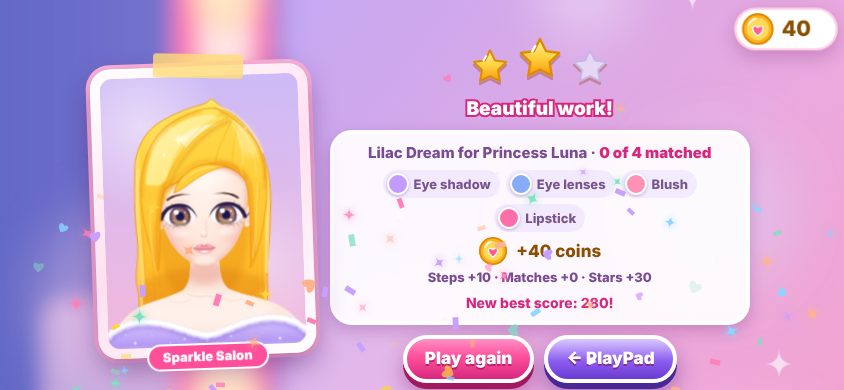 40
Beautiful work!
Lilac Dream for Princess Luna · 0 of 4 matched
Eye shadow
Eye lenses
Blush
Lipstick
+40 coins
Steps +10 · Matches +0 · Stars +30
New best score: 280!
Sparkle Salon
Play again
← PlayPad